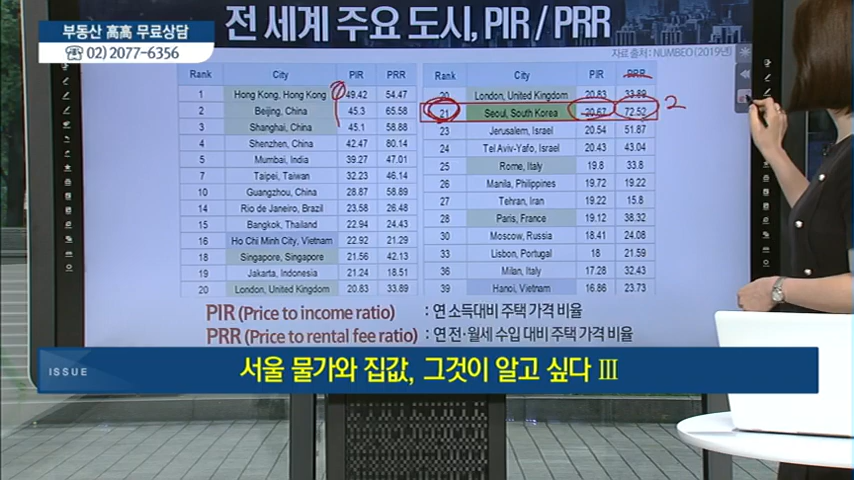 부동산 高高 무료상담
☎ 02) 2077-6356
전 세계 주요 도시, PIR / PRR
자료 출처 : NUMBEO (2019년)
Rank City PIR PRR
1 Hong Kong, Hong Kong 49.42 54.47
2 Beijing, China 45.3 65.58
3 Shanghai, China 45.1 58.88
4 Shenzhen, China 42.47 80.14
5 Mumbai, India 39.27 47.01
7 Taipei, Taiwan 32.23 46.14
10 Guangzhou, China 28.87 58.89
14 Rio de Janeiro, Brazil 23.58 26.48
15 Bangkok, Thailand 22.94 24.43
16 Ho Chi Minh City, Vietnam 22.92 21.29
18 Singapore, Singapore 21.56 42.13
19 Jakarta, Indonesia 21.24 18.51
20 London, United Kingdom 20.83 33.89
Rank City PIR PRR
20 London, United Kingdom 20.83 33.89
21 Seoul, South Korea 20.67 72.52 2
23 Jerusalem, Israel 20.54 51.87
24 Tel Aviv-Yafo, Israel 20.43 43.04
25 Rome, Italy 19.8 33.8
26 Manila, Philippines 19.72 19.22
27 Tehran, Iran 19.22 15.8
28 Paris, France 19.12 38.32
30 Moscow, Russia 18.41 24.08
33 Lisbon, Portugal 18 21.59
36 Milan, Italy 17.28 32.43
39 Hanoi, Vietnam 16.86 23.73
PIR (Price to income ratio) : 연 소득대비 주택 가격 비율
PRR (Price to rental fee ratio) : 연 전·월세 수입 대비 주택 가격 비율
ISSUE
서울 물가와 집값, 그것이 알고 싶다 Ⅲ